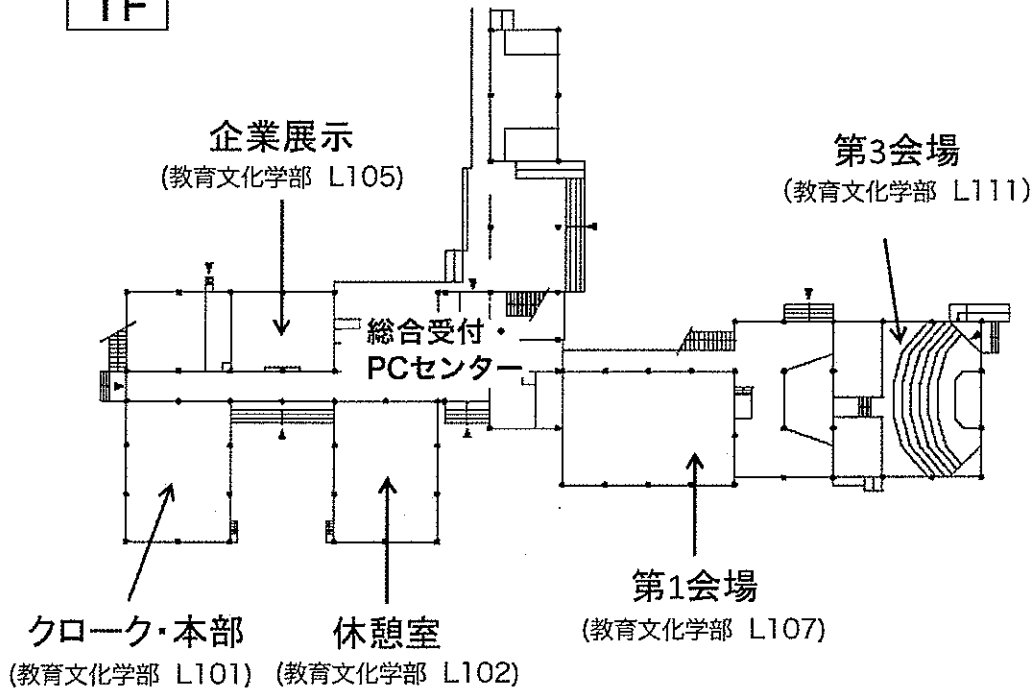 1F
企業展示
(教育文化学部 L105)
第3会場
(教育文化学部 L111)
総合受付・
PCセンター
第1会場
(教育文化学部 L107)
クローク・本部
(教育文化学部 L101)
休憩室
(教育文化学部 L102)